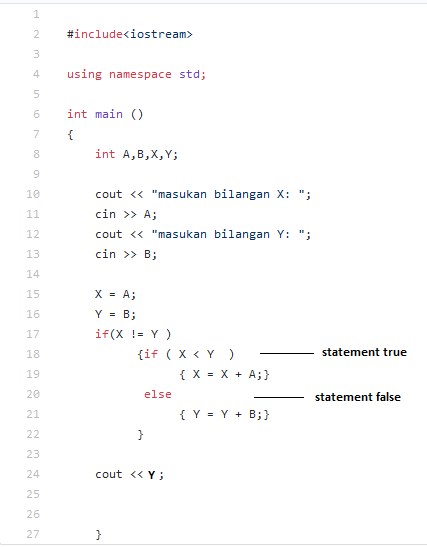 1
2 #include<iostream>
3
4 using namespace std;
5
6 int main ()
7 {
8 int A,B,X,Y;
9
10 cout << "masukan bilangan X: ";
11 cin >> A;
12 cout << "masukan bilangan Y: ";
13 cin >> B;
14
15 X = A;
16 Y = B;
17 if(X != Y )
18 {if ( X < Y ) statement true
19 { X = X + A;}
20 else statement false
21 { Y = Y + B;}
22 }
23
24 cout << Y ;
25
26
27 }